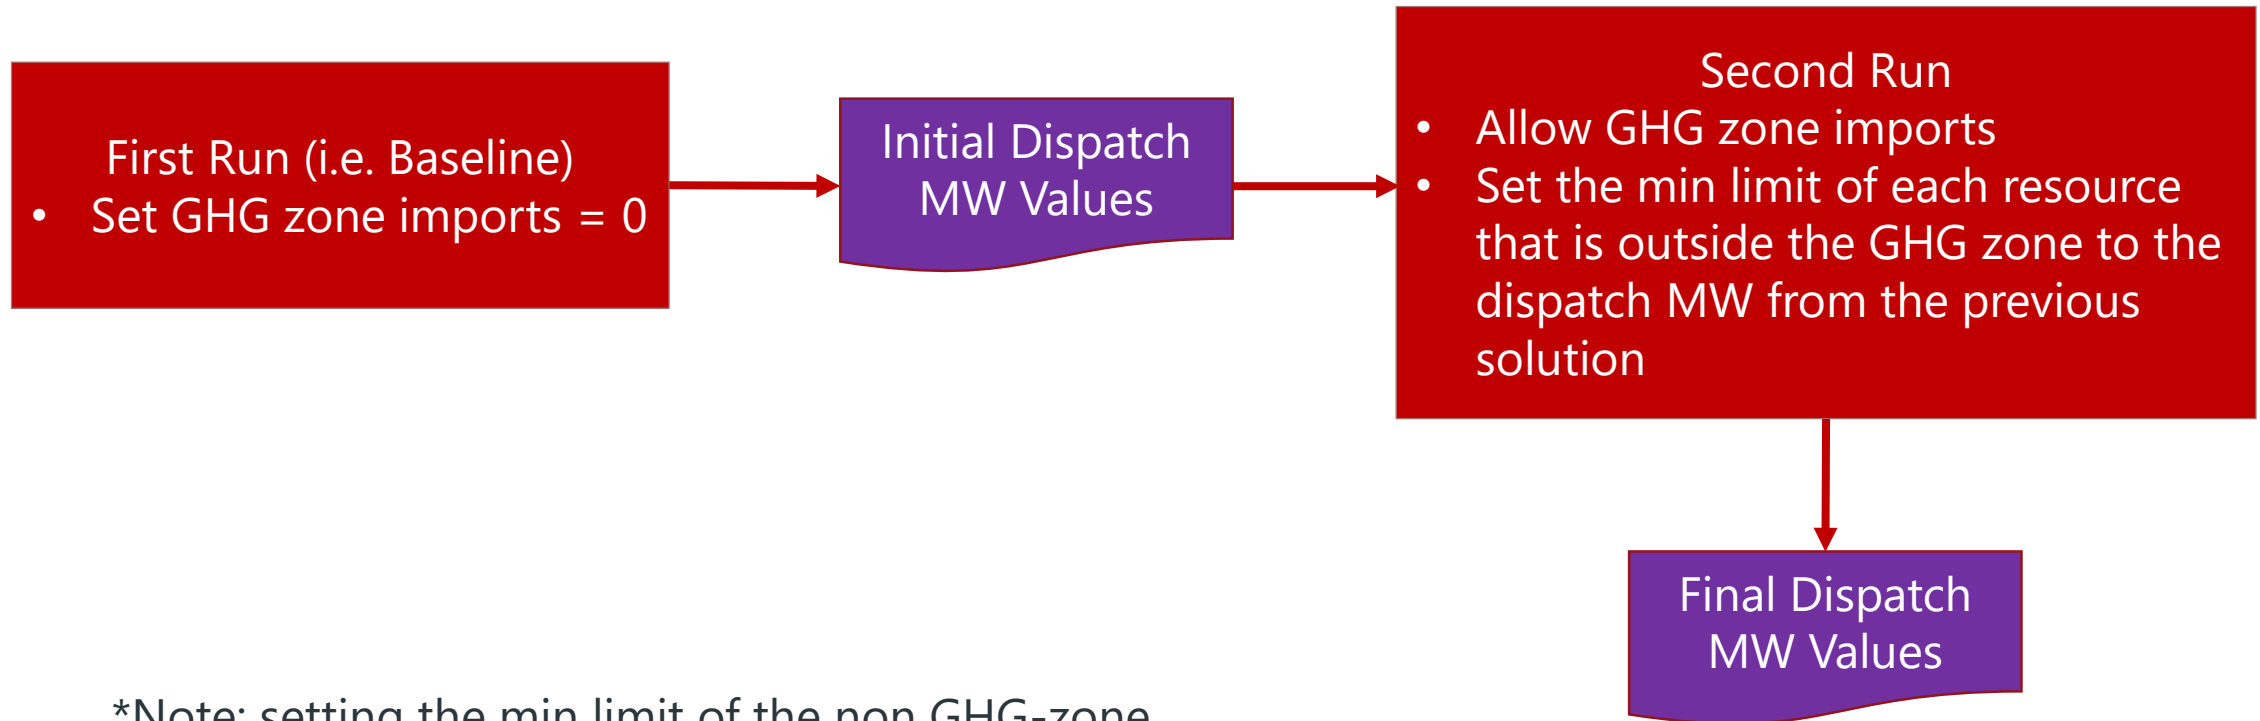 First Run (i.e. Baseline)
• Set GHG zone imports = 0
Initial Dispatch
MW Values
Second Run
• Allow GHG zone imports
• Set the min limit of each resource
that is outside the GHG zone to the
dispatch MW from the previous
solution
Final Dispatch
MW Values
*Note: setting the min limit of the non GHG-zone